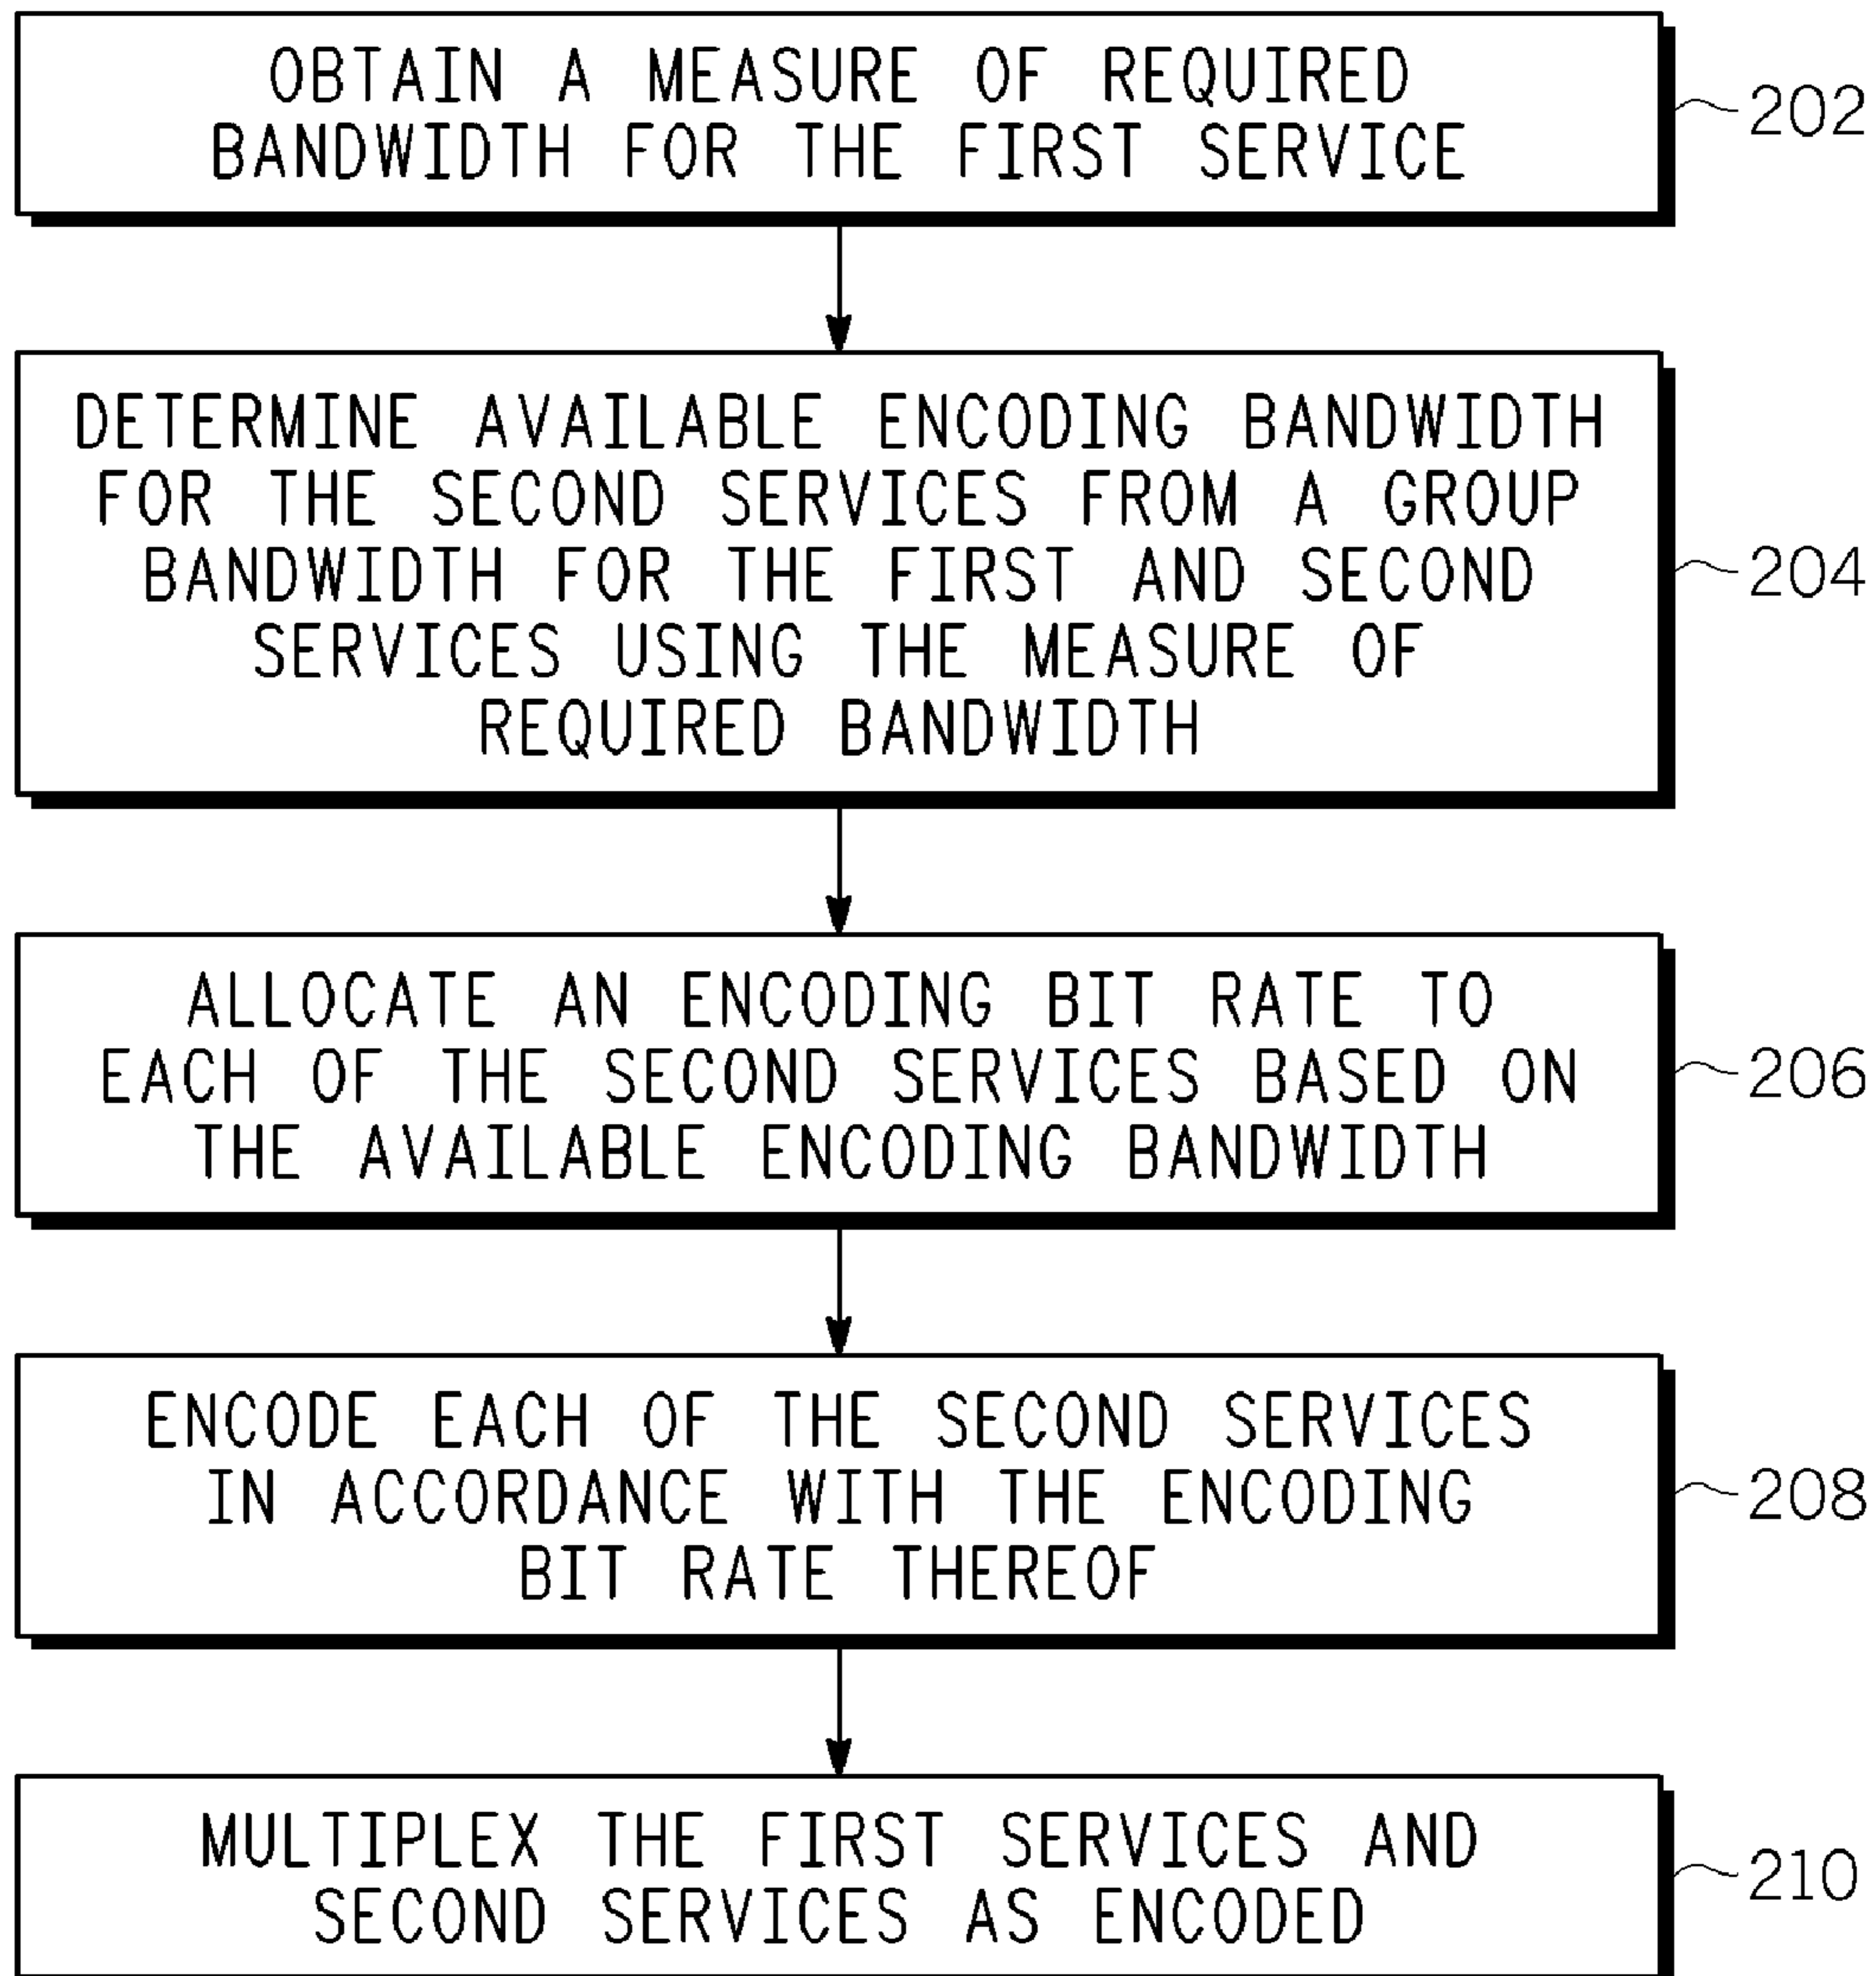 OBTAIN A MEASURE OF REQUIRED
BANDWIDTH FOR THE FIRST SERVICE
202
DETERMINE AVAILABLE ENCODING BANDWIDTH
FOR THE SECOND SERVICES FROM A GROUP
BANDWIDTH FOR THE FIRST AND SECOND
SERVICES USING THE MEASURE OF
REQUIRED BANDWIDTH
204
ALLOCATE AN ENCODING BIT RATE TO
EACH OF THE SECOND SERVICES BASED ON
THE AVAILABLE ENCODING BANDWIDTH
206
ENCODE EACH OF THE SECOND SERVICES
IN ACCORDANCE WITH THE ENCODING
BIT RATE THEREOF
208
MULTIPLEX THE FIRST SERVICES AND
SECOND SERVICES AS ENCODED
210